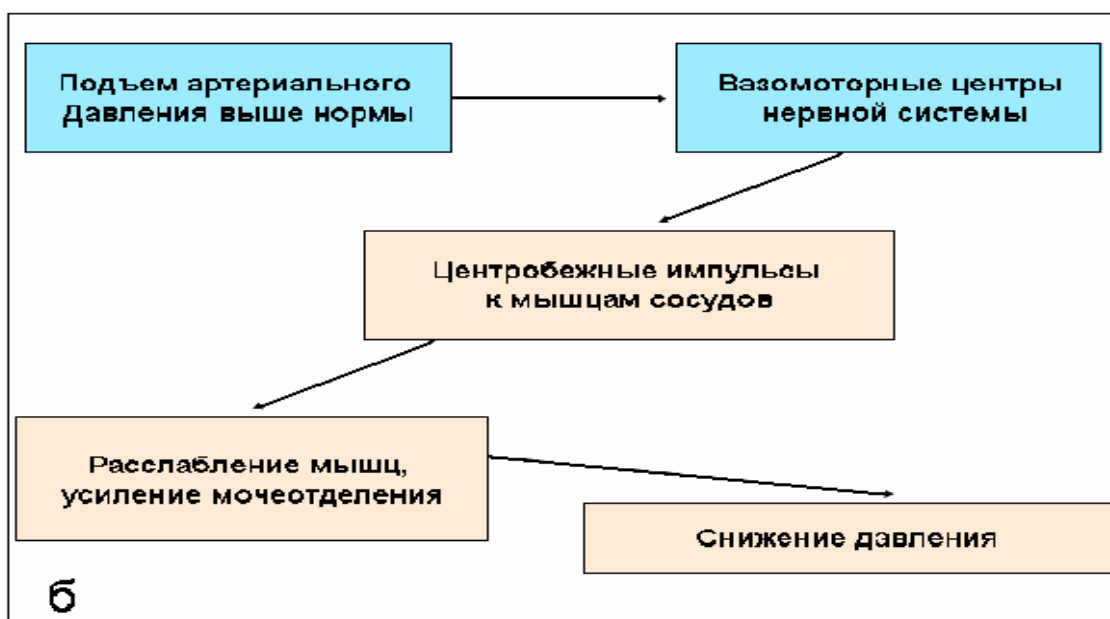 Подъем артериального
Давления выше нормы
Вазомоторные центры
нервной системы
Центробежные импульсы
к мышцам сосудов
Расслабление мышц,
усиление мочеотделения
Снижение давления
б